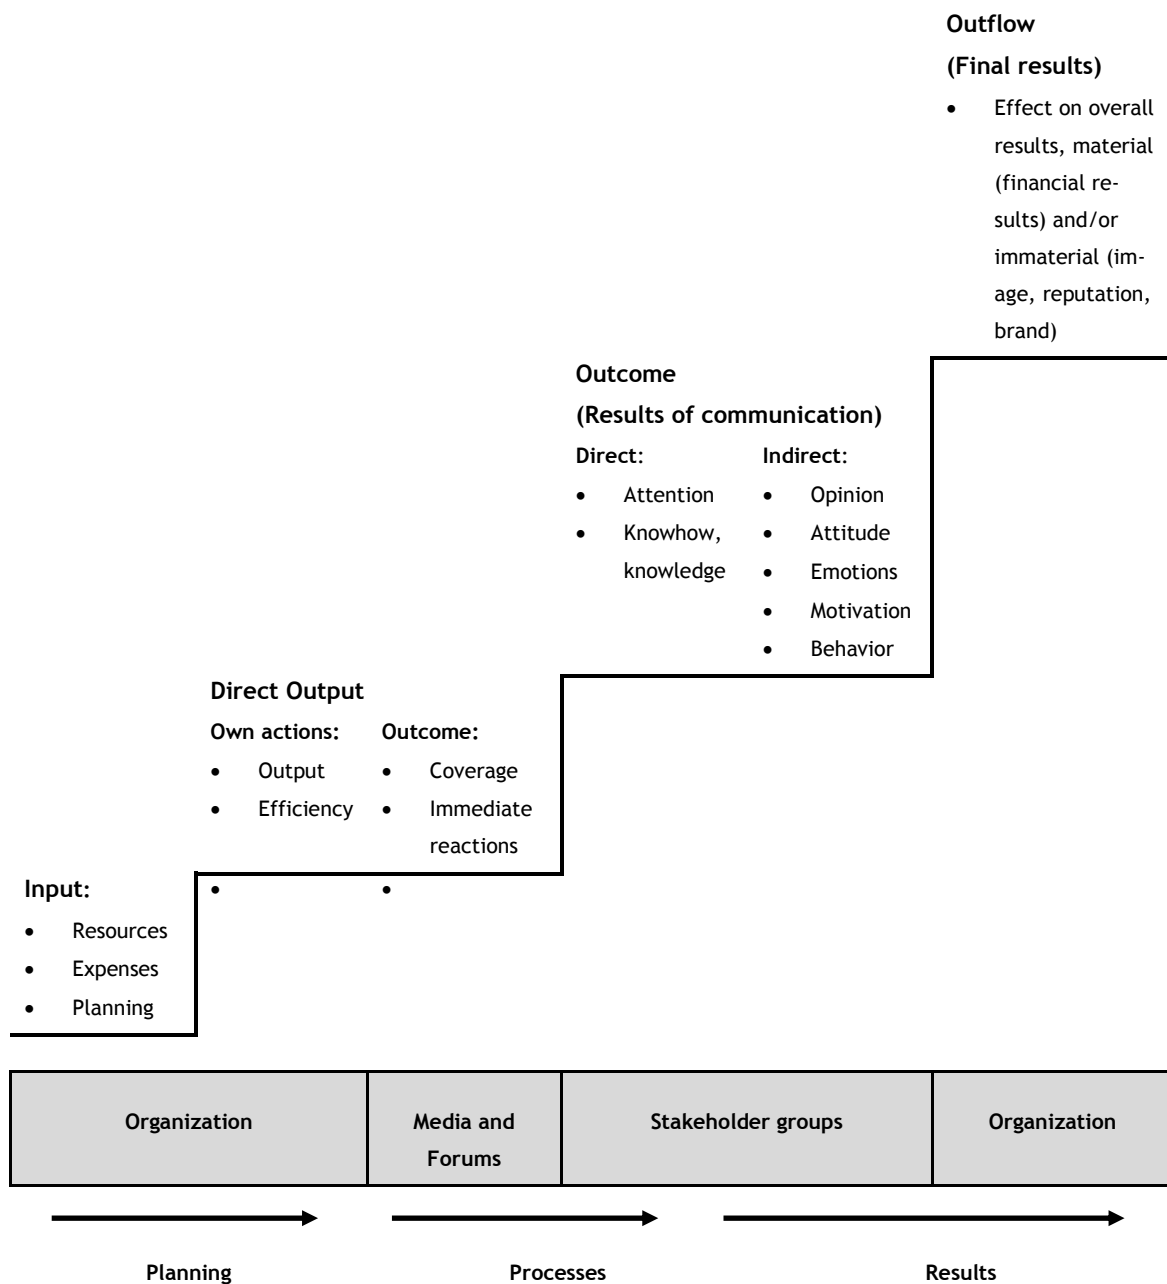 Outflow
(Final results)
• Effect on overall
results, material
(financial re-
sults) and/or
immaterial (im-
age, reputation,
brand)
Outcome
(Results of communication)
Direct:
• Attention
• Knowhow,
knowledge
Indirect:
• Opinion
• Attitude
• Emotions
• Motivation
• Behavior
Direct Output
Own actions:
• Output
• Efficiency
•
Outcome:
• Coverage
• Immediate
reactions
•
Input:
• Resources
• Expenses
• Planning
Organization
Media and
Forums
Stakeholder groups
Organization
Planning
Processes
Results